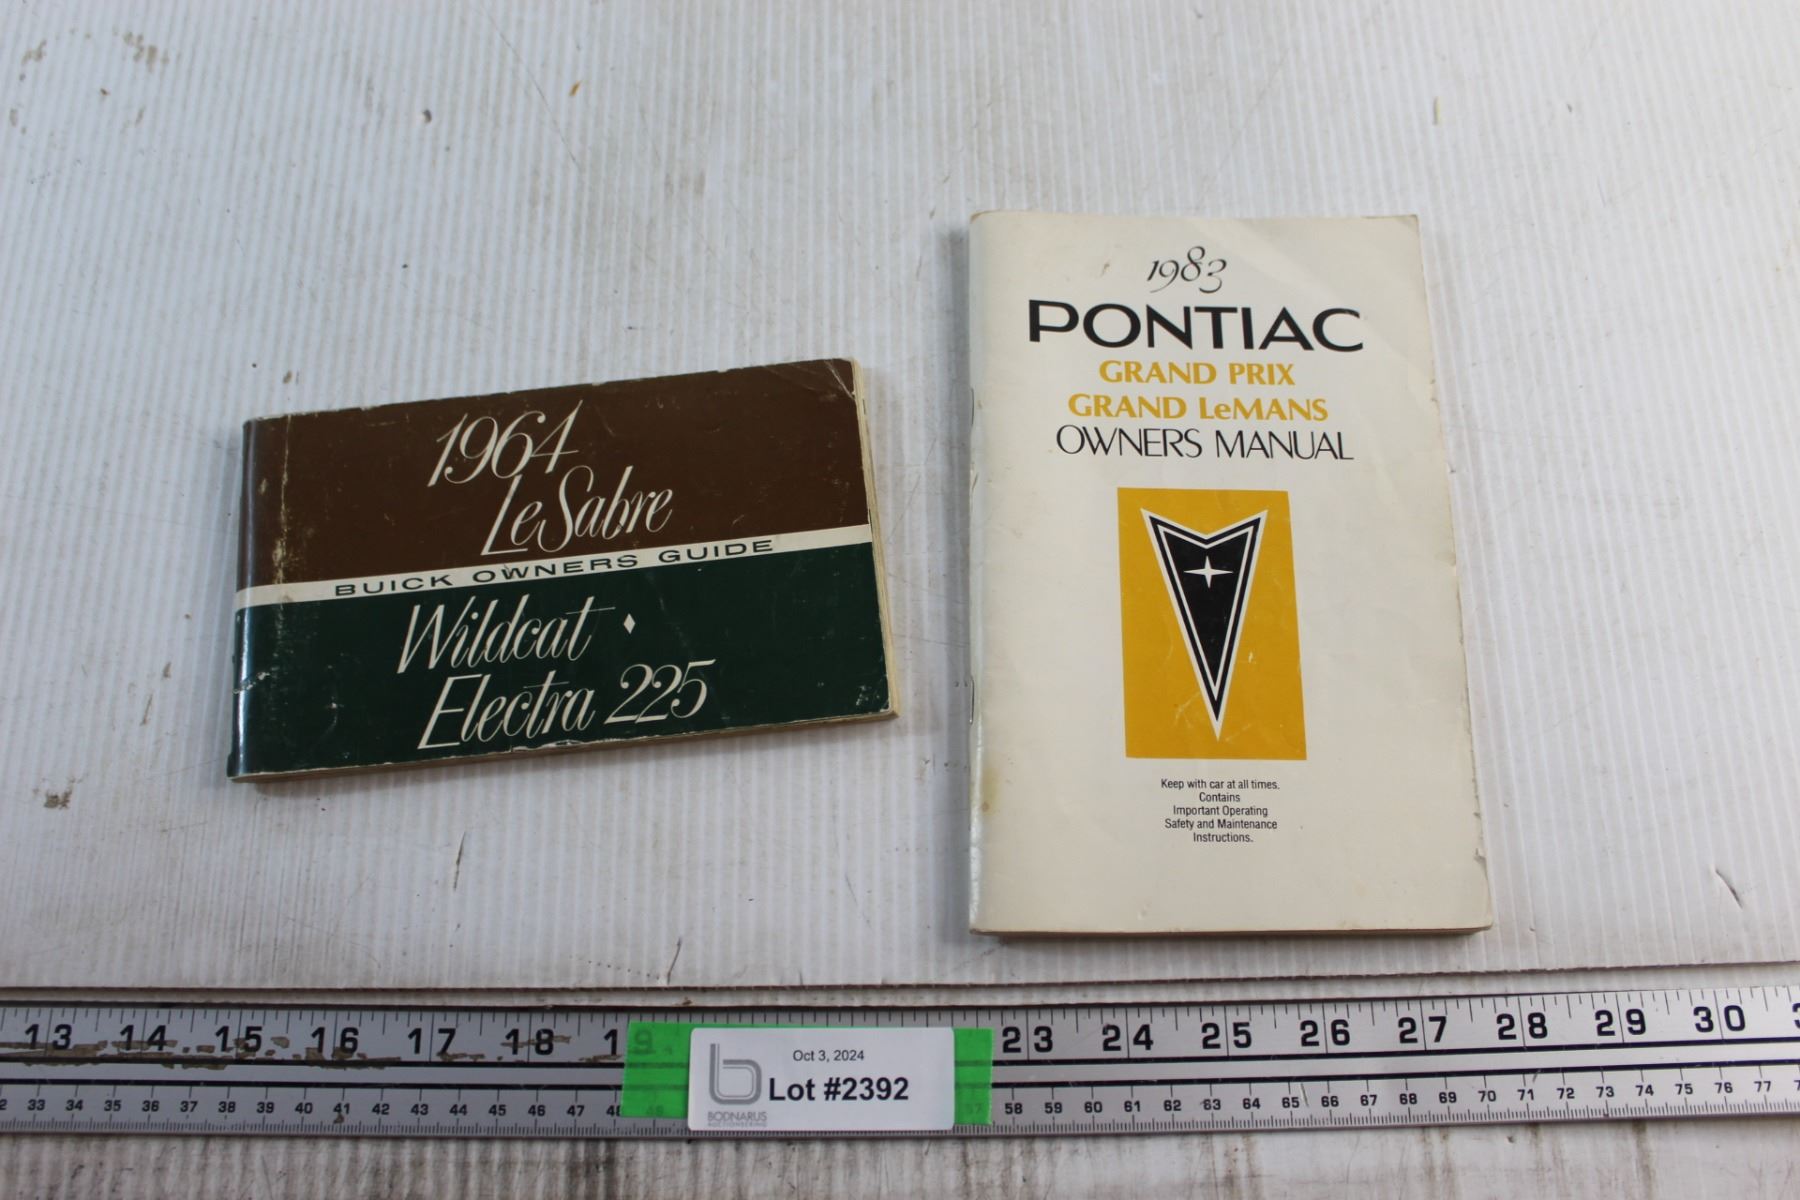 1964
LeSabre
BUICK OWNERS GUIDE
Wildcat ♦
Electra 225
1983
PONTIAC
GRAND PRIX
GRAND LeMANS
OWNERS MANUAL
Keep with car at all times.
Contains
Important Operating
Safety and Maintenance
Instructions.
13 14 15 16 17 18 19 23 24 25 26 27 28 29 30
33 34 35 36 37 38 39 40 41 42 43 44 45 46 47 48 49 57 58 59 60 61 62 63 64 65 66 67 68 69 70 71 72 73 74 75 76 77
Oct 3, 2024
Lot #2392
BODNARUS
AUCTIONEERING